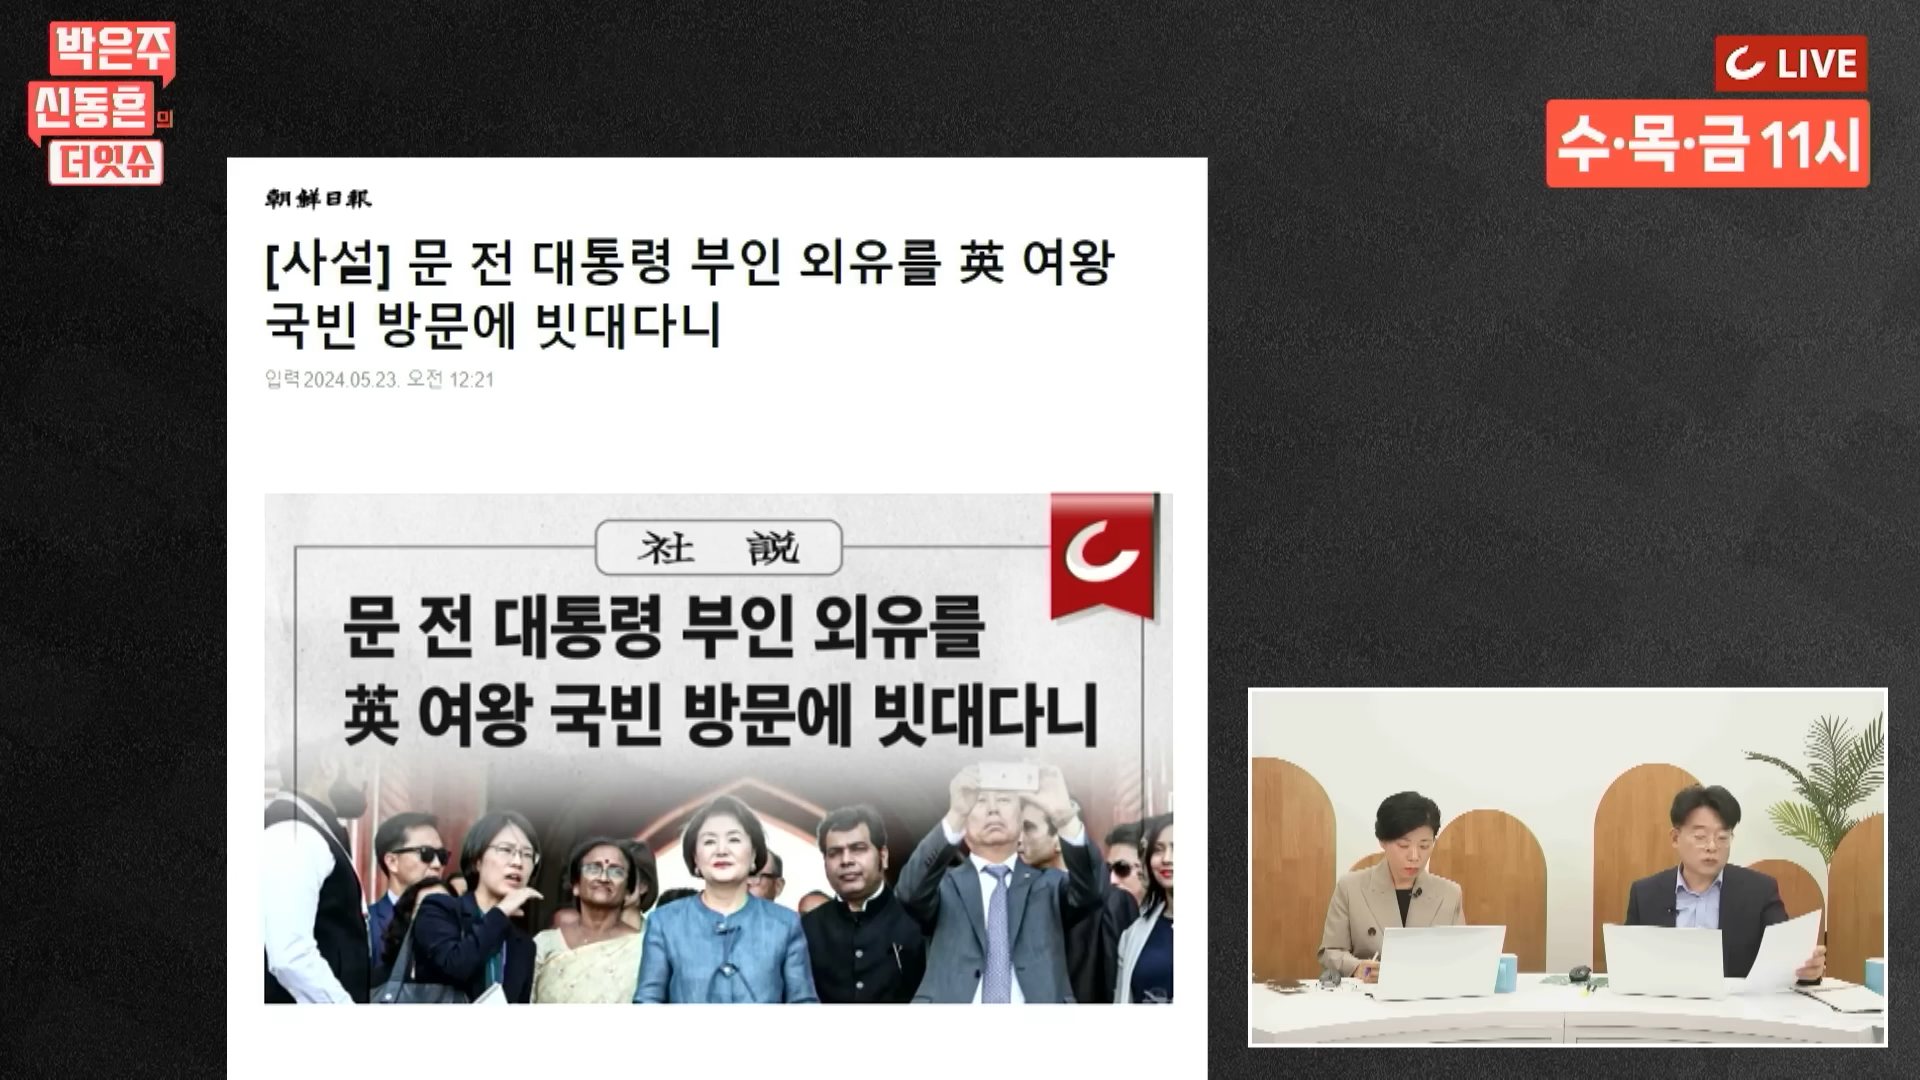 박은주
신동흔의
더잇슈
LIVE
수·목·금 11시
朝鮮日報
[사설] 문 전 대통령 부인 외유를 英 여왕
국빈 방문에 빗대다니
입력 2024.05.23. 오전 12:21
社 説
문 전 대통령 부인 외유를
英 여왕 국빈 방문에 빗대다니